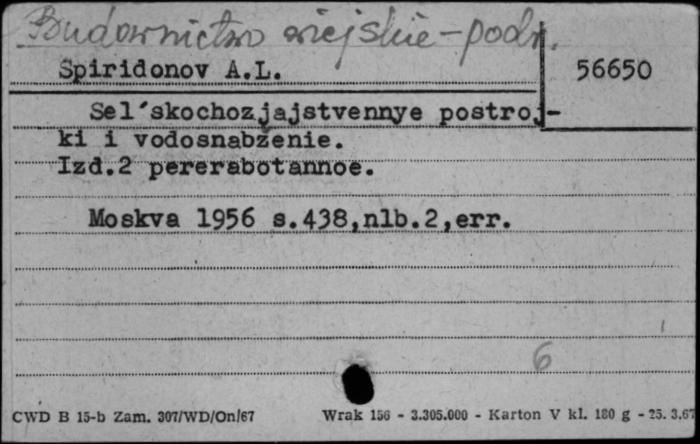 Budownictwo wiejskie - podr.
Spiridonov A.L.
56650
Sel'skochozjajstvennye postroj-
ki i vodosnabženie.
Izd.2 pererabotannoe.
Moskva 1956 s.438,nlb.2,err.
6
CWD B 15-b Zam. 307/WD/On/67 Wrak 156 - 3.305.000 - Karton V kl. 180 g - 25. 3.67